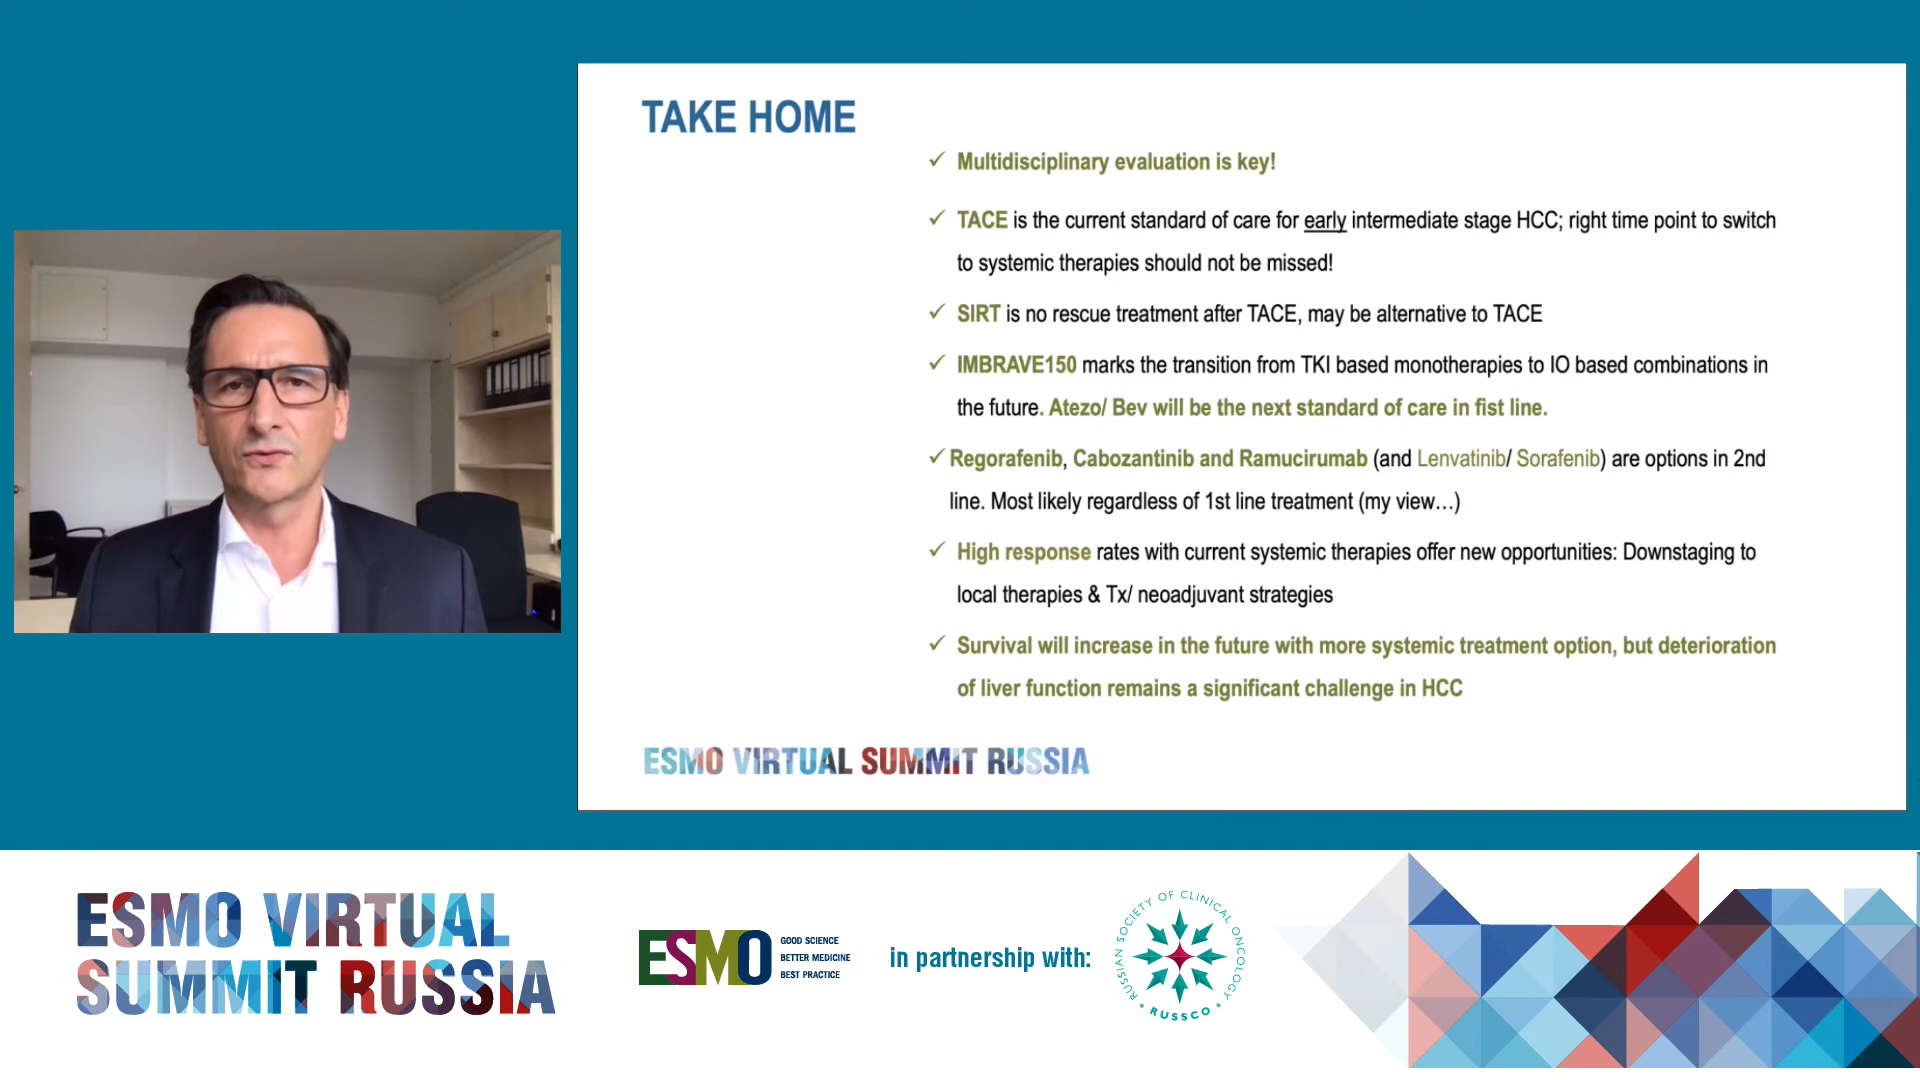 TAKE HOME
✓ Multidisciplinary evaluation is key!
✓ TACE is the current standard of care for early intermediate stage HCC; right time point to switch
to systemic therapies should not be missed!
✓ SIRT is no rescue treatment after TACE, may be alternative to TACE
✓ IMBRAVE150 marks the transition from TKI based monotherapies to IO based combinations in
the future. Atezo/ Bev will be the next standard of care in fist line.
✓ Regorafenib, Cabozantinib and Ramucirumab (and Lenvatinib/ Sorafenib) are options in 2nd
line. Most likely regardless of 1st line treatment (my view…)
✓ High response rates with current systemic therapies offer new opportunities: Downstaging to
local therapies & Tx/ neoadjuvant strategies
✓ Survival will increase in the future with more systemic treatment option, but deterioration
of liver function remains a significant challenge in HCC
ESMO VIRTUAL SUMMIT RUSSIA
ESMO VIRTUAL
SUMMIT RUSSIA
ESMO
GOOD SCIENCE
BETTER MEDICINE
BEST PRACTICE
in partnership with:
RUSSIAN SOCIETY OF CLINICAL ONCOLOGY
* RUSSCO *